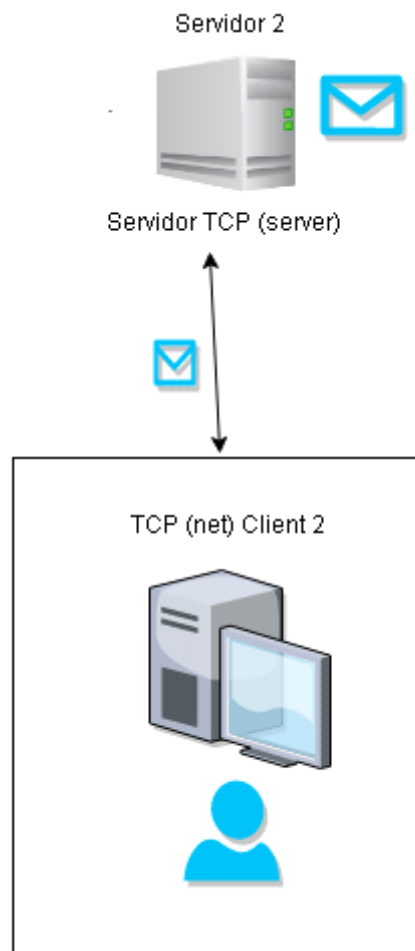 Servidor 2
Servidor TCP (server)
TCP (net) Client 2